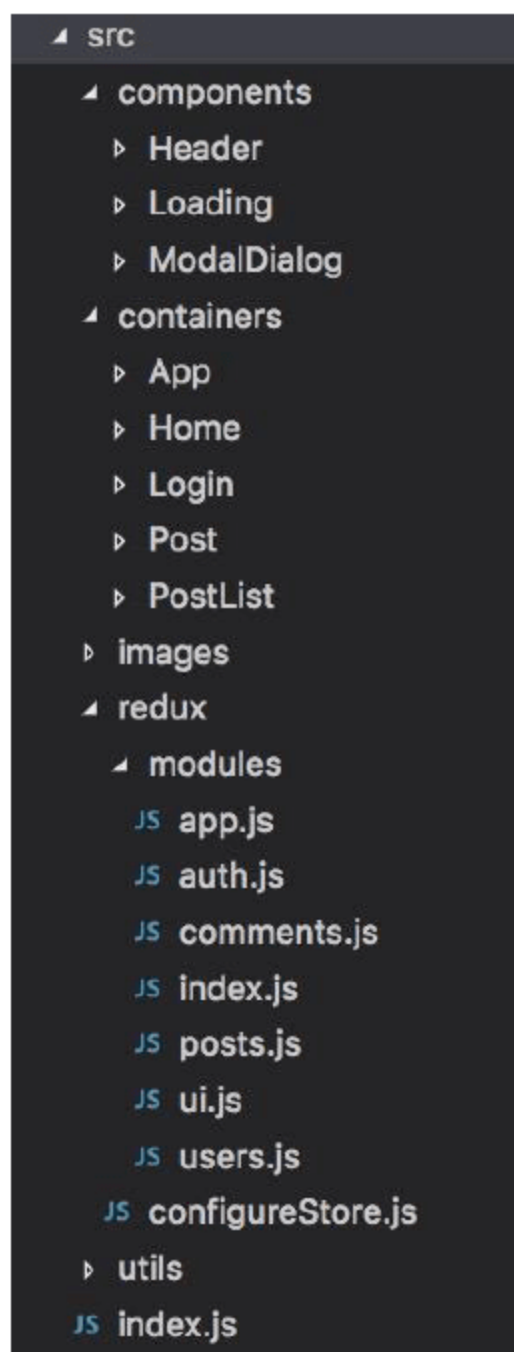 src
components
Header
Loading
ModalDialog
containers
App
Home
Login
Post
PostList
images
redux
modules
JS app.js
JS auth.js
JS comments.js
JS index.js
JS posts.js
JS ui.js
JS users.js
JS configureStore.js
utils
JS index.js